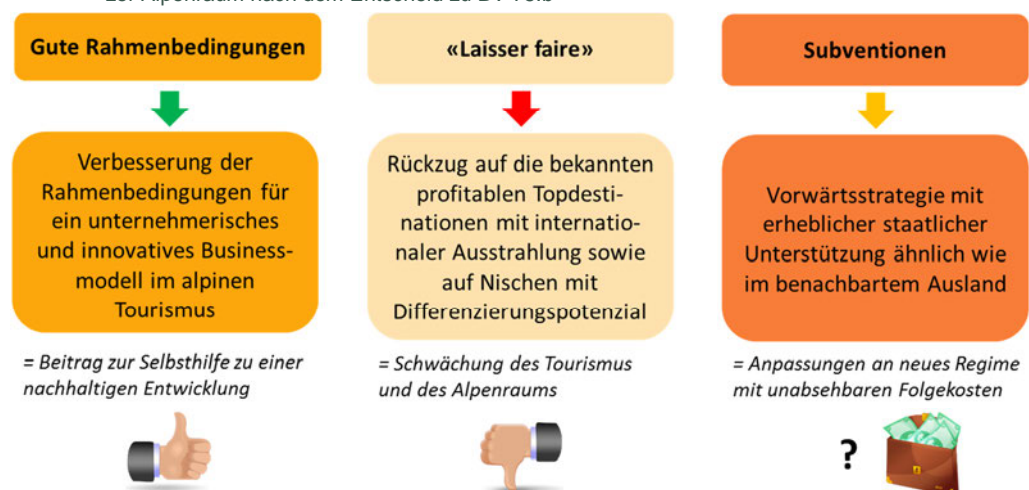 Gute Rahmenbedingungen
Verbesserung der
Rahmenbedingungen für
ein unternehmerisches
und innovatives Business-
modell im alpinen
Tourismus
= Beitrag zur Selbsthilfe zu einer
nachhaltigen Entwicklung
«Laisser faire»
Rückzug auf die bekannten
profitablen Topdesti-
nationen mit internatio-
naler Ausstrahlung sowie
auf Nischen mit
Differenzierungspotenzial
= Schwächung des Tourismus
und des Alpenraums
Subventionen
Vorwärtsstrategie mit
erheblicher staatlicher
Unterstützung ähnlich wie
im benachbartem Ausland
= Anpassungen an neues Regime
mit unabsehbaren Folgekosten
?